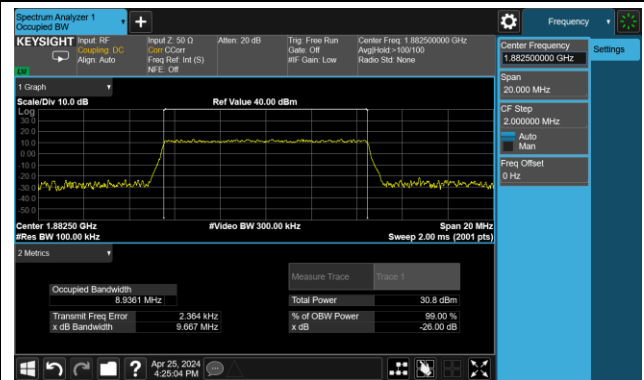 Spectrum Analyzer 1
Occupied BW
Frequency
KEYSIGHT Input: RF Input Z: 50 Ω Atten: 20 dB Trig: Free Run Center Freq: 1.882500000 GHz
Coupling: DC Corr CCorr Gate: Off Avg|Hold:>100/100
Align: Auto Freq Ref: Int (S) #IF Gain: Low Radio Std: None
NFE: Off
Center Frequency
1.882500000 GHz
Settings
Span
20.000 MHz
CF Step
2.000000 MHz
Auto
Man
Freq Offset
0 Hz
1 Graph
Scale/Div 10.0 dB Ref Value 40.00 dBm
Log
30.0
20.0
10.0
0.00
-10.0
-20.0
-30.0
-40.0
-50.0
Center 1.88250 GHz #Video BW 300.00 kHz Span 20 MHz
#Res BW 100.00 kHz Sweep 2.00 ms (2001 pts)
2 Metrics
Measure Trace Trace 1
Occupied Bandwidth
8.9361 MHz Total Power 30.8 dBm
Transmit Freq Error 2.364 kHz % of OBW Power 99.00 %
x dB Bandwidth 9.667 MHz x dB -26.00 dB
Apr 25, 2024
4:25:04 PM